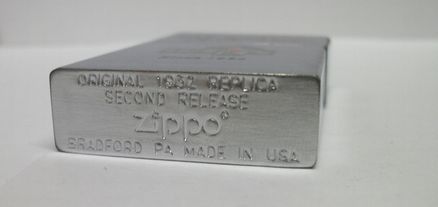 ORIGINAL 1932 REPLICA
SECOND RELEASE
zippo®
BRADFORD PA MADE IN USA